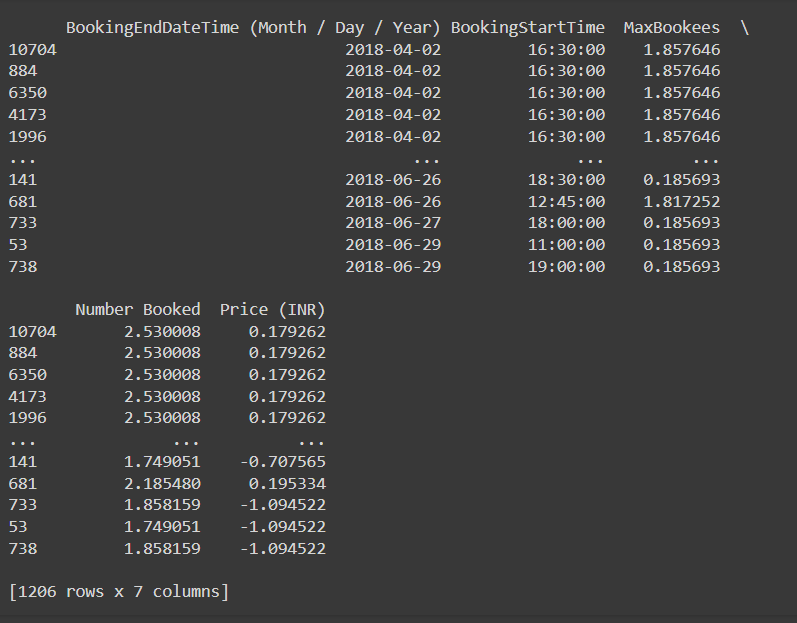 BookingEndDateTime (Month / Day / Year) BookingStartTime  MaxBookees  \
10704                               2018-04-02         16:30:00    1.857646
884                                 2018-04-02         16:30:00    1.857646
6350                                2018-04-02         16:30:00    1.857646
4173                                2018-04-02         16:30:00    1.857646
1996                                2018-04-02         16:30:00    1.857646
...                                        ...              ...         ...
141                                 2018-06-26         18:30:00    0.185693
681                                 2018-06-26         12:45:00    1.817252
733                                 2018-06-27         18:00:00    0.185693
53                                  2018-06-29         11:00:00    0.185693
738                                 2018-06-29         19:00:00    0.185693
Number Booked  Price (INR)
10704       2.530008     0.179262
884         2.530008     0.179262
6350        2.530008     0.179262
4173        2.530008     0.179262
1996        2.530008     0.179262
...              ...          ...
141         1.749051    -0.707565
681         2.185480     0.195334
733         1.858159    -1.094522
53          1.749051    -1.094522
738         1.858159    -1.094522
[1206 rows x 7 columns]